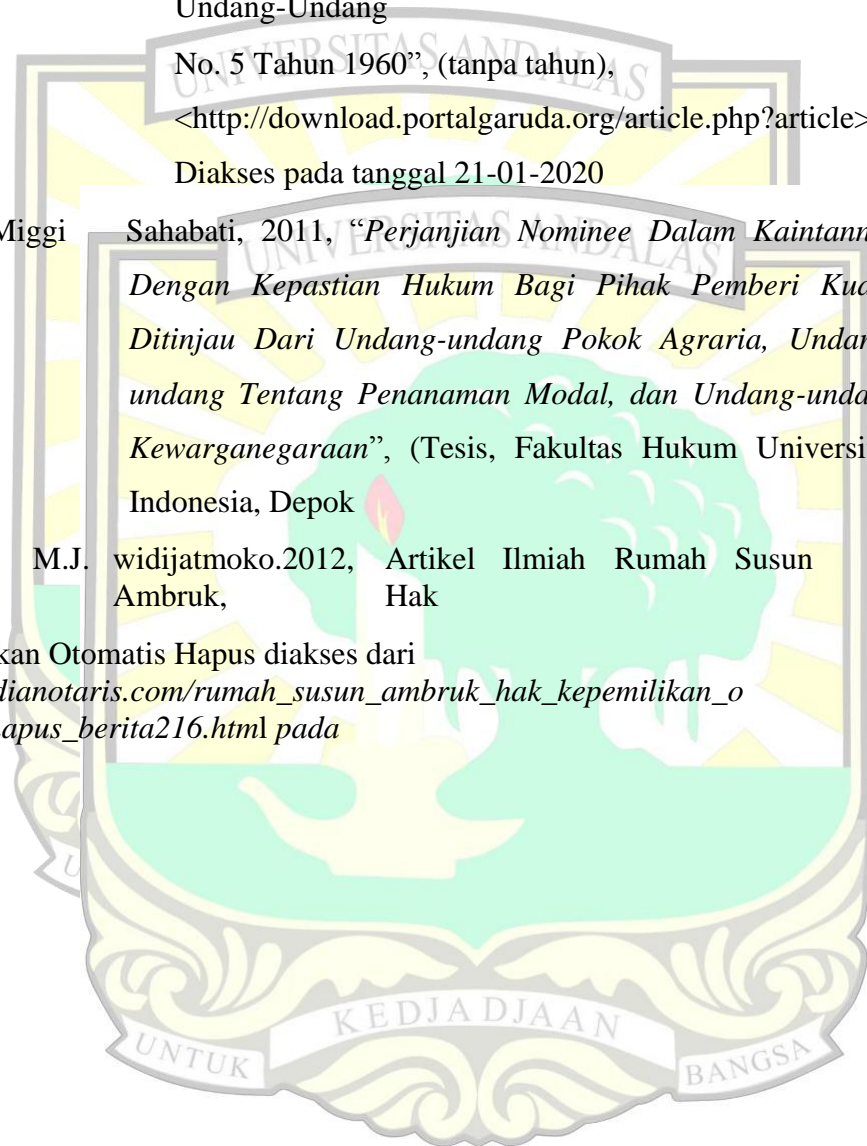 Undang-Undang
UNIVERSITAS ANDALAS
No. 5 Tahun 1960”, (tanpa tahun),
<http://download.portalgaruda.org/article.php?article>
Diakses pada tanggal 21-01-2020
UNIVERSITAS ANDALAS
Miggi Sahabati, 2011, “Perjanjian Nominee Dalam Kaintann
Dengan Kepastian Hukum Bagi Pihak Pemberi Kua
Ditinjau Dari Undang-undang Pokok Agraria, Undan
undang Tentang Penanaman Modal, dan Undang-unda
Kewarganegaraan”, (Tesis, Fakultas Hukum Universi
Indonesia, Depok
M.J. widijatmoko.2012, Artikel Ilmiah Rumah Susun
Ambruk, Hak
kan Otomatis Hapus diakses dari
dianotaris.com/rumah_susun_ambruk_hak_kepemilikan_o
apus_berita216.html pada
UNTUK KEDJADJAAN BANGSA